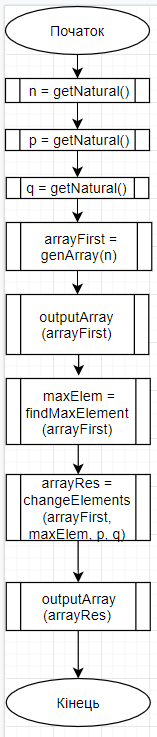 Початок
n = getNatural()
p = getNatural()
q = getNatural()
arrayFirst =
genArray(n)
outputArray
(arrayFirst)
maxElem =
findMaxElement
(arrayFirst)
arrayRes =
changeElements
(arrayFirst,
maxElem, p, q)
outputArray
(arrayRes)
Кінець